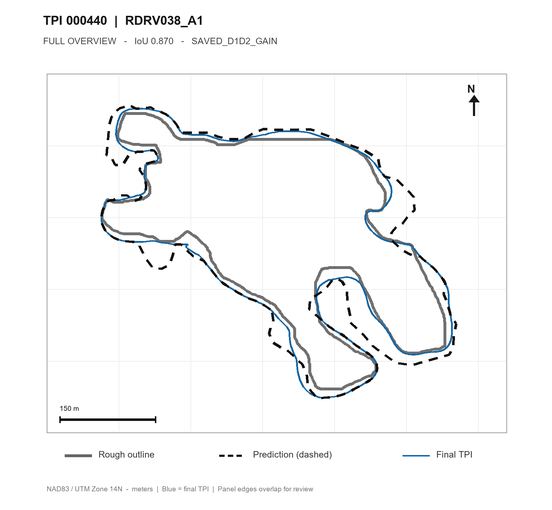 TPI 000440 | RDRV038_A1
FULL OVERVIEW - IoU 0.870 - SAVED_D1D2_GAIN
N
150 m
Rough outline
Prediction (dashed)
Final TPI
NAD83 / UTM Zone 14N - meters | Blue = final TPI | Panel edges overlap for review